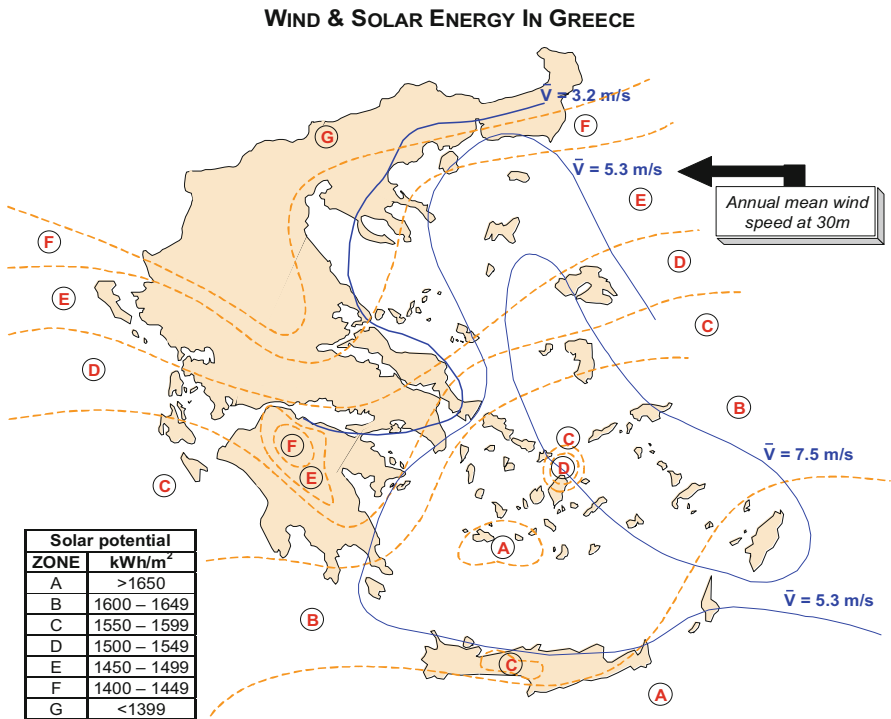 WIND & SOLAR ENERGY IN GREECE
V̄ = 3.2 m/s
F
G
V̄ = 5.3 m/s
E
Annual mean wind
speed at 30m
F
D
E
C
D
B
C
F
V̄ = 7.5 m/s
D
E
C
A
Solar potential
ZONE kWh/m²
A >1650
B 1600 – 1649
C 1550 – 1599
D 1500 – 1549
E 1450 – 1499
F 1400 – 1449
G <1399
V̄ = 5.3 m/s
B
C
A